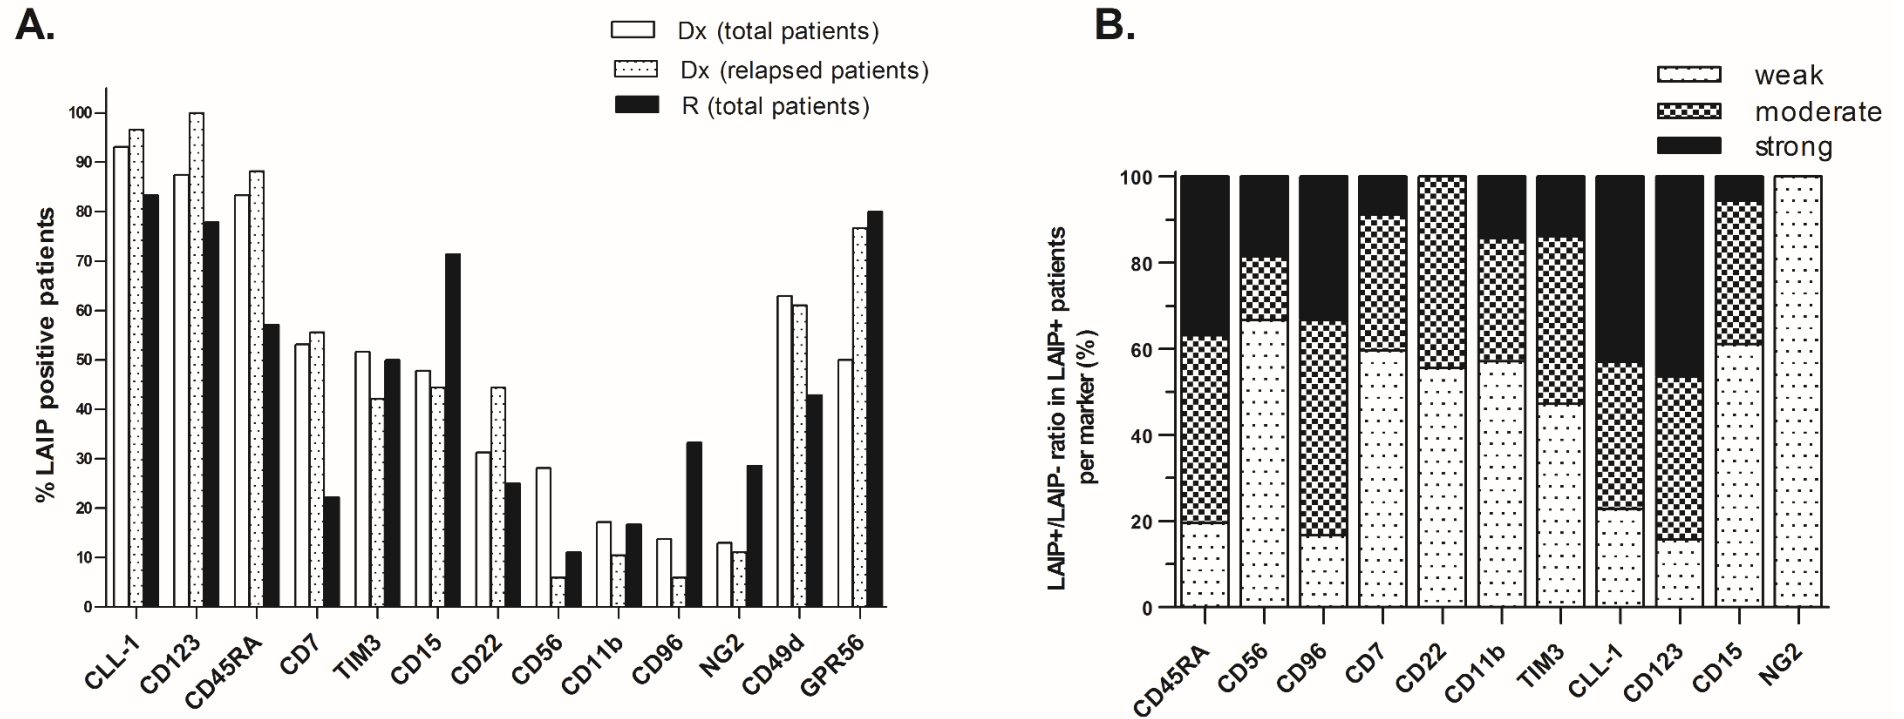 A.
Dx (total patients)
Dx (relapsed patients)
R (total patients)
% LAIP positive patients
100
90
80
70
60
50
40
30
20
10
0
CLL-1
CD123
CD45RA
CD7
TIM3
CD15
CD22
CD56
CD11b
CD96
NG2
CD49d
GPR56
B.
weak
moderate
strong
LAIP+/LAIP- ratio in LAIP+ patients
per marker (%)
100
80
60
40
20
0
CD45RA
CD56
CD96
CD7
CD22
CD11b
TIM3
CLL-1
CD123
CD15
NG2